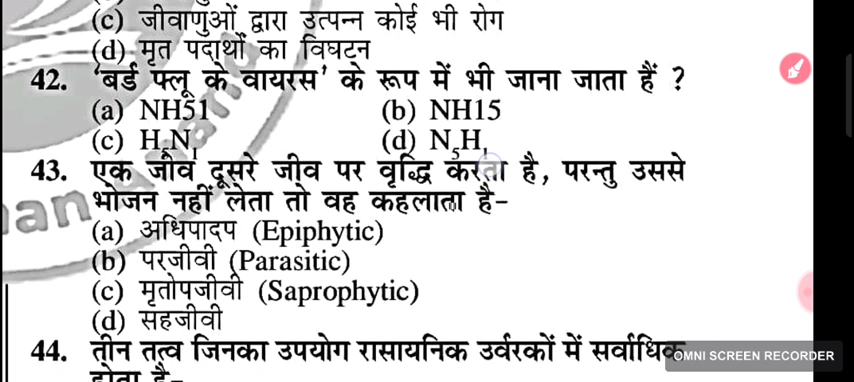 (c) जीवाणुओं द्वारा उत्पन्न कोई भी रोग
(d) मृत पदार्थों का विघटन
42. 'बर्ड फ्लू के वायरस' के रूप में भी जाना जाता हैं ?
(a) NH51 (b) NH15
(c) H₅N₁ (d) N₅H₁
43. एक जीव दूसरे जीव पर वृद्धि करता है, परन्तु उससे
भोजन नहीं लेता तो वह कहलाता है-
(a) अधिपादप (Epiphytic)
(b) परजीवी (Parasitic)
(c) मृतोपजीवी (Saprophytic)
(d) सहजीवी
44. तीन तत्व जिनका उपयोग रासायनिक उर्वरकों में सर्वाधिक
होता है-
OMNI SCREEN RECORDER